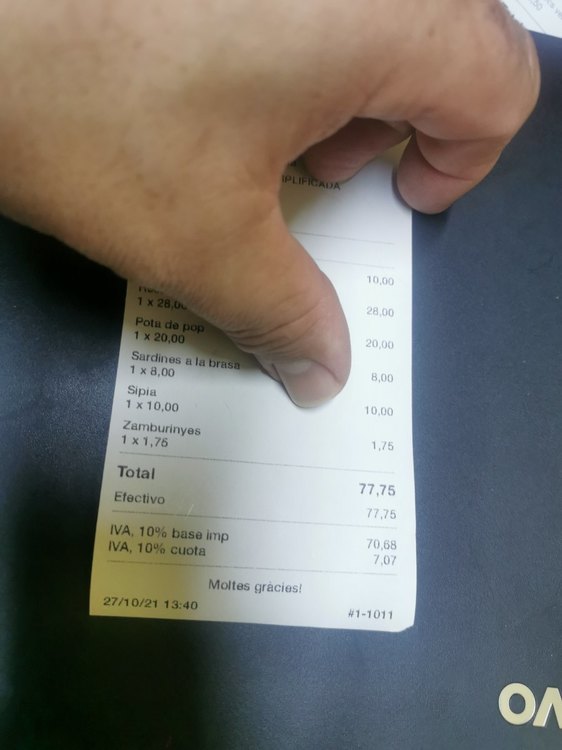 IPLIFICADA
10,00
28,00
1 x 28,00
Pota de pop 20,00
1 x 20,00
Sardines a la brasa 8,00
1 x 8,00
Sipia 10,00
1 x 10,00
Zamburinyes 1,75
1 x 1,75
Total 77,75
Efectivo 77,75
IVA, 10% base imp 70,68
IVA, 10% cuota 7,07
Moltes gràcies!
27/10/21 13:40 #1-1011